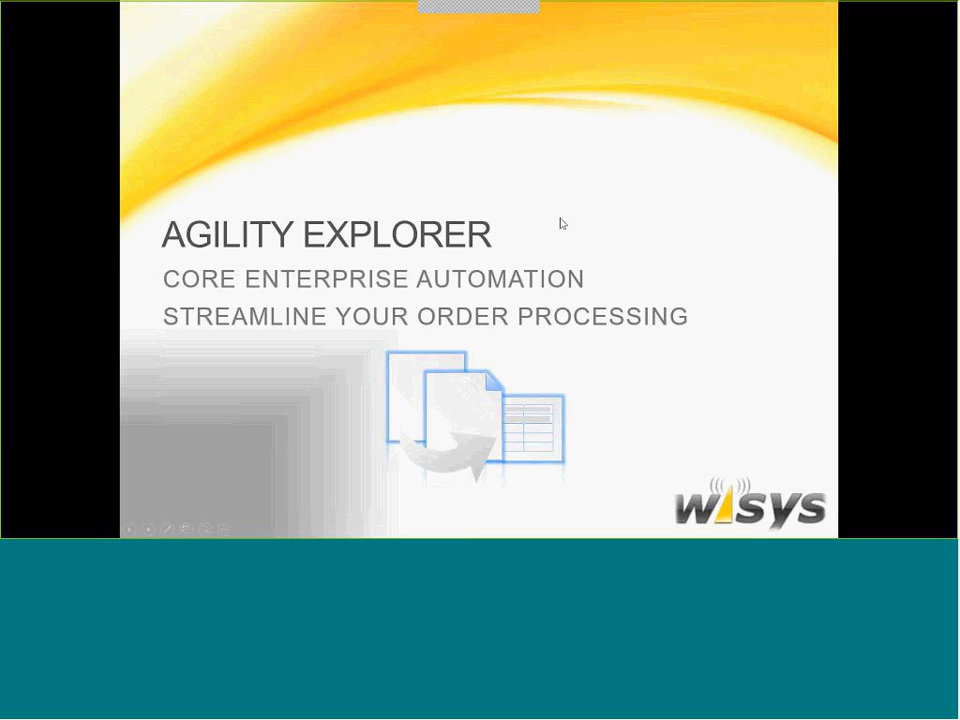 AGILITY EXPLORER
CORE ENTERPRISE AUTOMATION
STREAMLINE YOUR ORDER PROCESSING
wisys